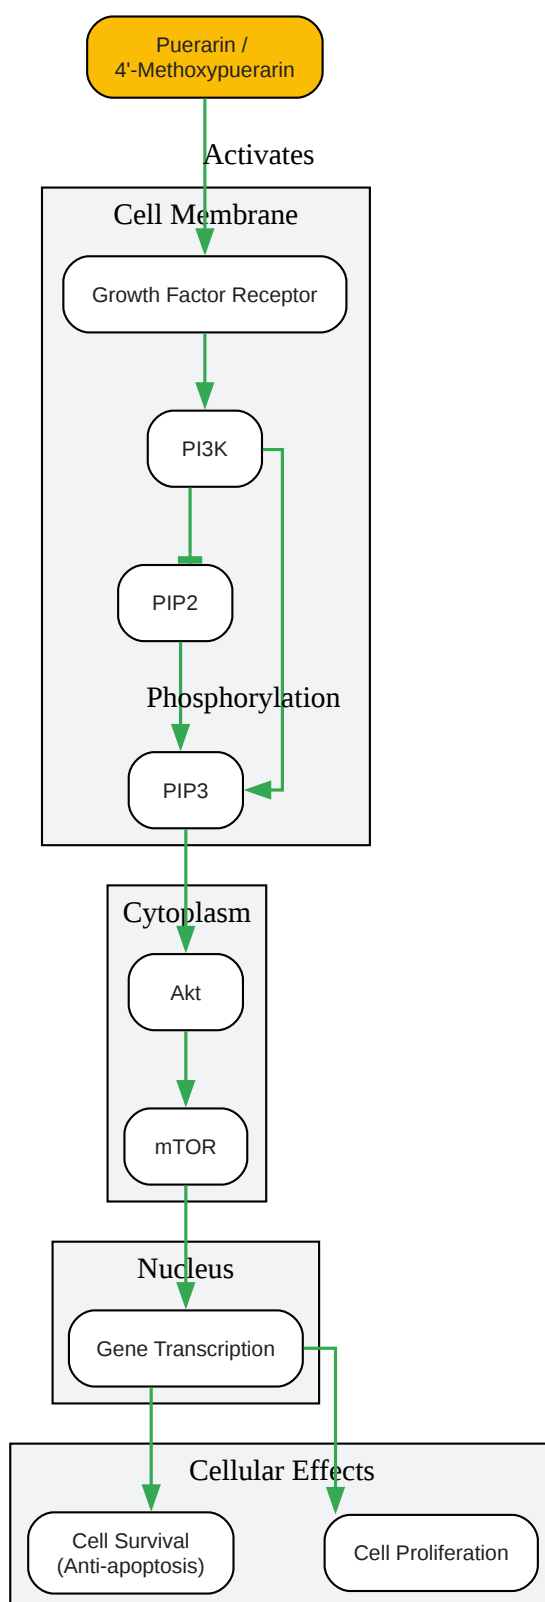 Puerarin /
4'-Methoxypuerarin
Activates
Cell Membrane
Growth Factor Receptor
PI3K
PIP2
Phosphorylation
PIP3
Cytoplasm
Akt
mTOR
Nucleus
Gene Transcription
Cellular Effects
Cell Survival
(Anti-apoptosis)
Cell Proliferation